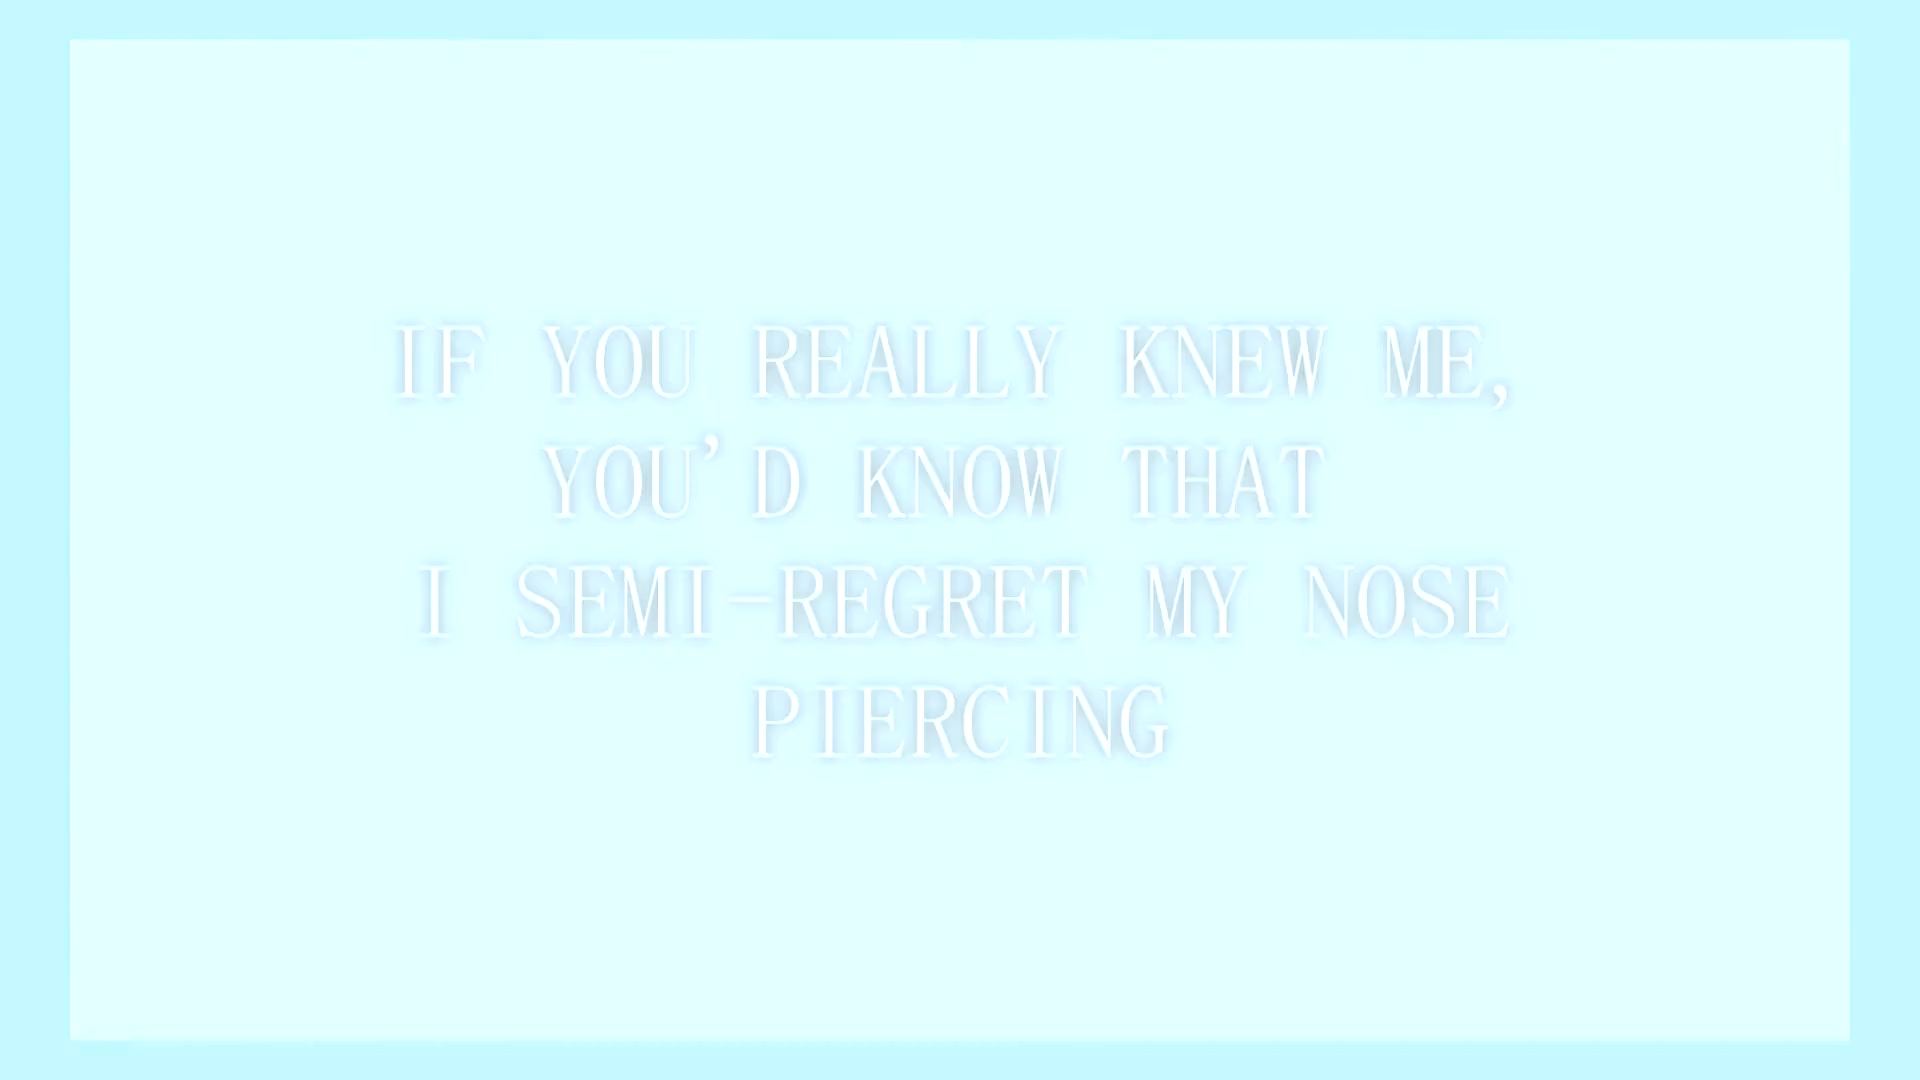 IF YOU REALLY KNEW ME,
YOU'D KNOW THAT
I SEMI-REGRET MY NOSE
PIERCING